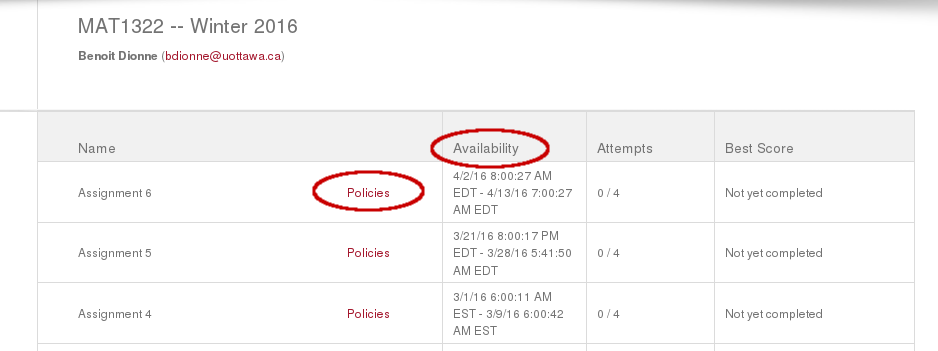 MAT1322 -- Winter 2016
Benoit Dionne (bdionne@uottawa.ca)
Name Availability Attempts Best Score
Assignment 6 Policies 4/2/16 8:00:27 AM
EDT - 4/13/16 7:00:27
AM EDT 0 / 4 Not yet completed
Assignment 5 Policies 3/21/16 8:00:17 PM
EDT - 3/28/16 5:41:50
AM EDT 0 / 4 Not yet completed
Assignment 4 Policies 3/1/16 6:00:11 AM
EST - 3/9/16 6:00:42
AM EST 0 / 4 Not yet completed